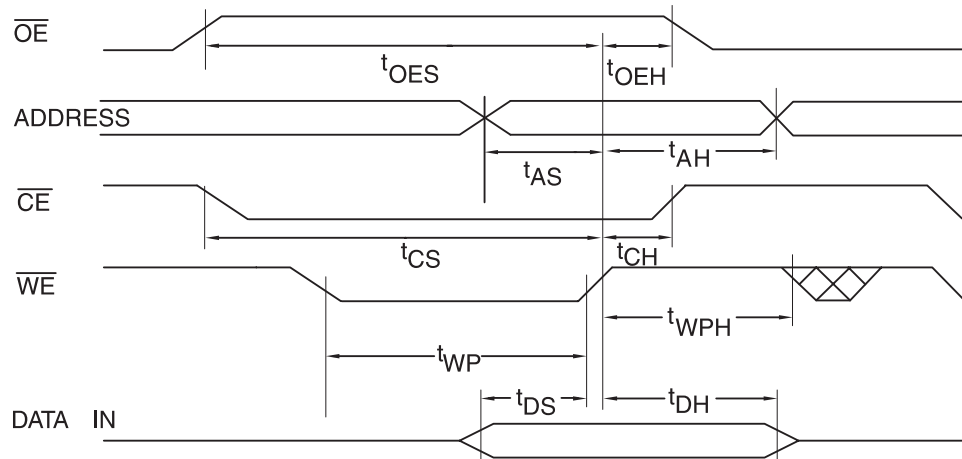 OE
tOES
tOEH
ADDRESS
tAS
tAH
CE
tCS
tCH
WE
tWPH
tWP
tDS
tDH
DATA IN